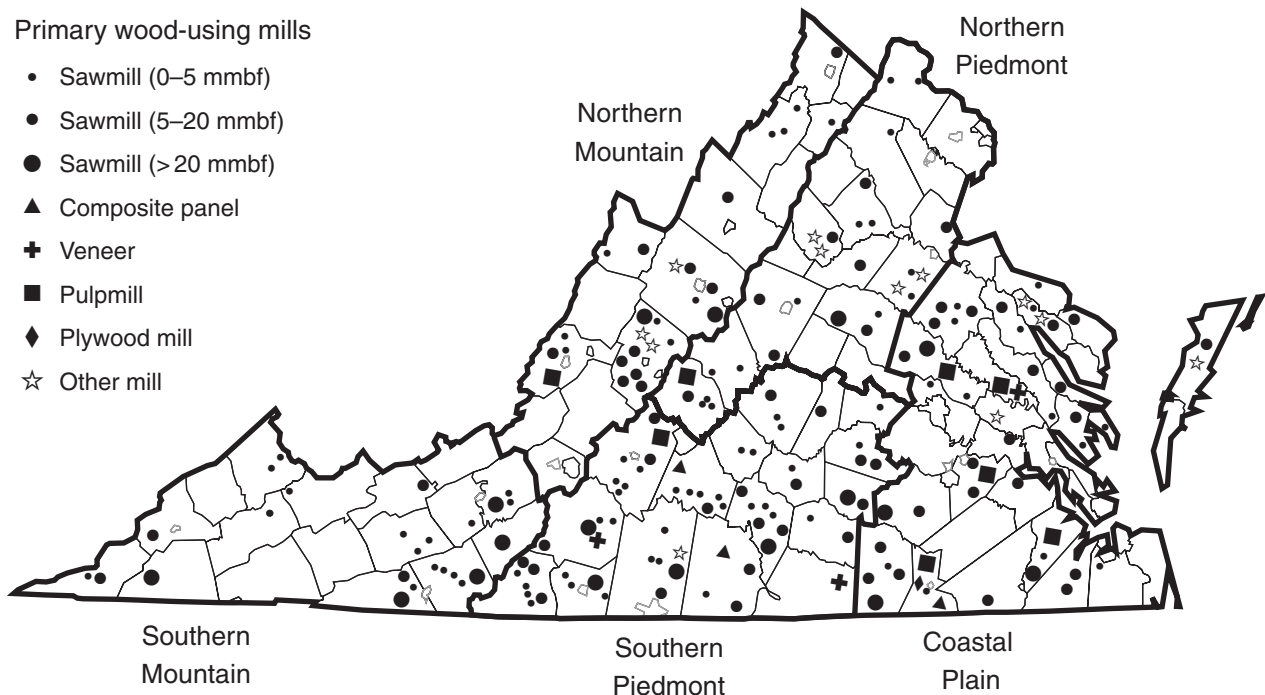 Primary wood-using mills
Sawmill (0–5 mmbf)
Sawmill (5–20 mmbf)
Sawmill (> 20 mmbf)
Composite panel
Veneer
Pulpmill
Plywood mill
Other mill
Northern
Mountain
Northern
Piedmont
Southern
Mountain
Southern
Piedmont
Coastal
Plain